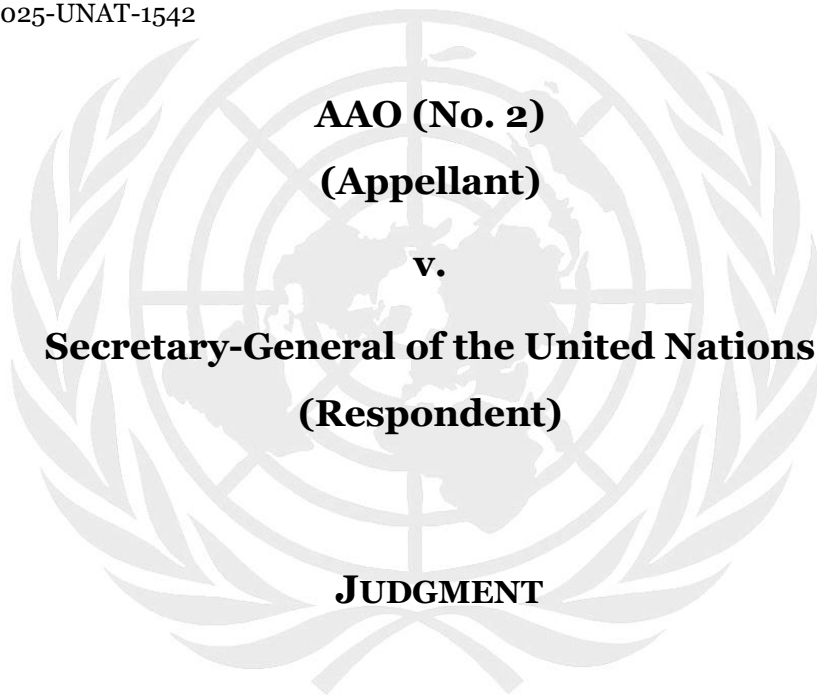 025-UNAT-1542
AAO (No. 2)
(Appellant)
v.
Secretary-General of the United Nations
(Respondent)
JUDGMENT